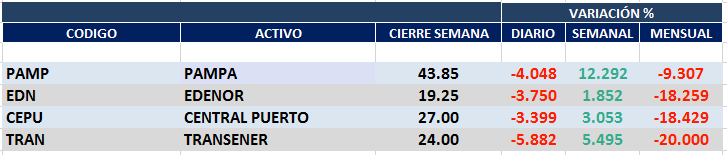 VARIACIÓN %
CODIGO ACTIVO CIERRE SEMANA DIARIO SEMANAL MENSUAL
PAMP PAMPA 43.85 -4.048 12.292 -9.307
EDN EDENOR 19.25 -3.750 1.852 -18.259
CEPU CENTRAL PUERTO 27.00 -3.399 3.053 -18.429
TRAN TRANSENER 24.00 -5.882 5.495 -20.000